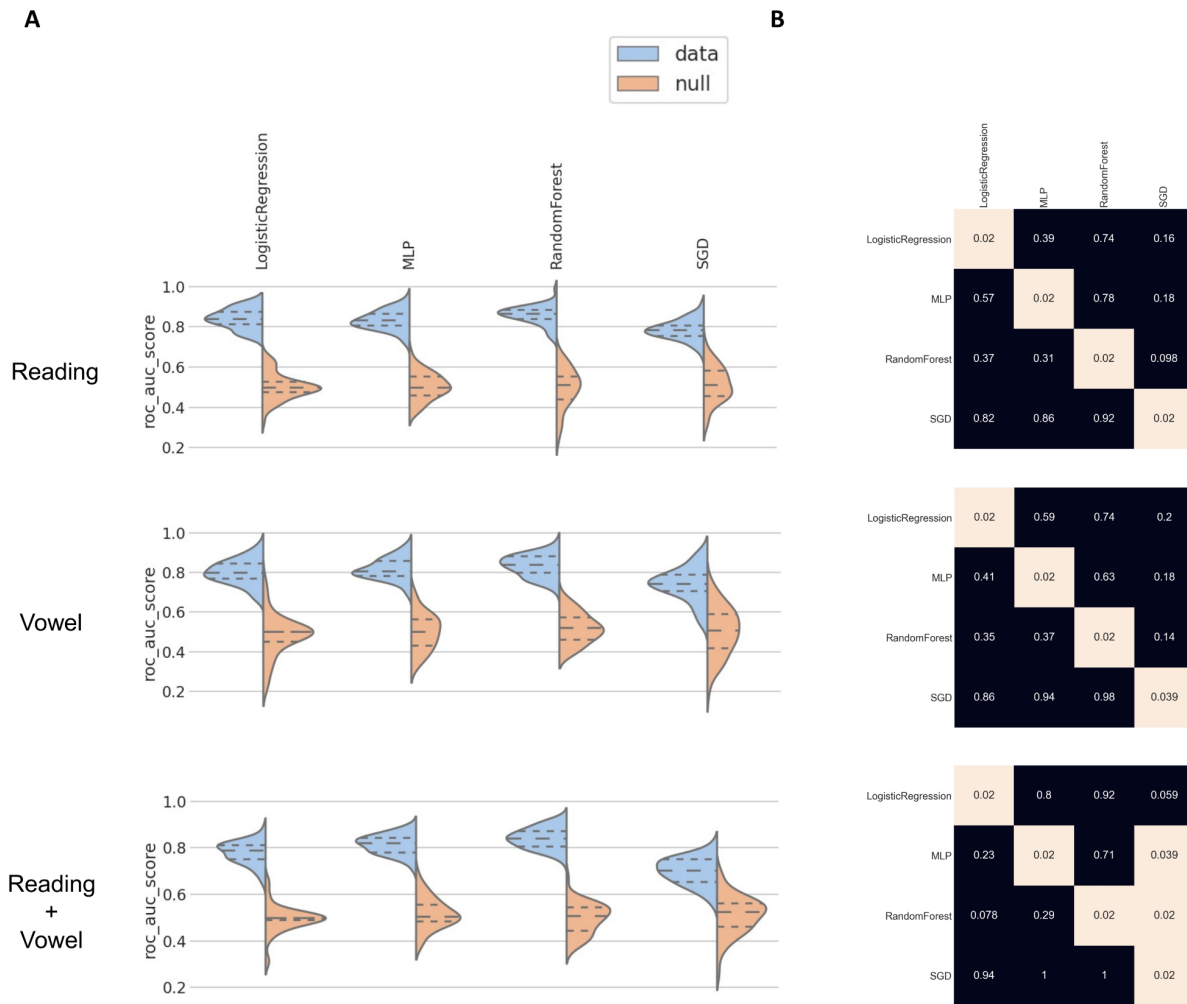 A
B
data
null
LogisticRegression
MLP
RandomForest
SGD
Reading
roc_auc_score
1.0
0.8
0.6
0.4
0.2
LogisticRegression
MLP
RandomForest
SGD
LogisticRegression 0.02 0.39 0.74 0.16
MLP 0.57 0.02 0.78 0.18
RandomForest 0.37 0.31 0.02 0.098
SGD 0.82 0.86 0.92 0.02
Vowel
roc_auc_score
1.0
0.8
0.6
0.4
0.2
LogisticRegression 0.02 0.59 0.74 0.2
MLP 0.41 0.02 0.63 0.18
RandomForest 0.35 0.37 0.02 0.14
SGD 0.86 0.94 0.98 0.039
Reading
+
Vowel
roc_auc_score
1.0
0.8
0.6
0.4
0.2
LogisticRegression 0.02 0.8 0.92 0.059
MLP 0.23 0.02 0.71 0.039
RandomForest 0.078 0.29 0.02 0.02
SGD 0.94 1 1 0.02